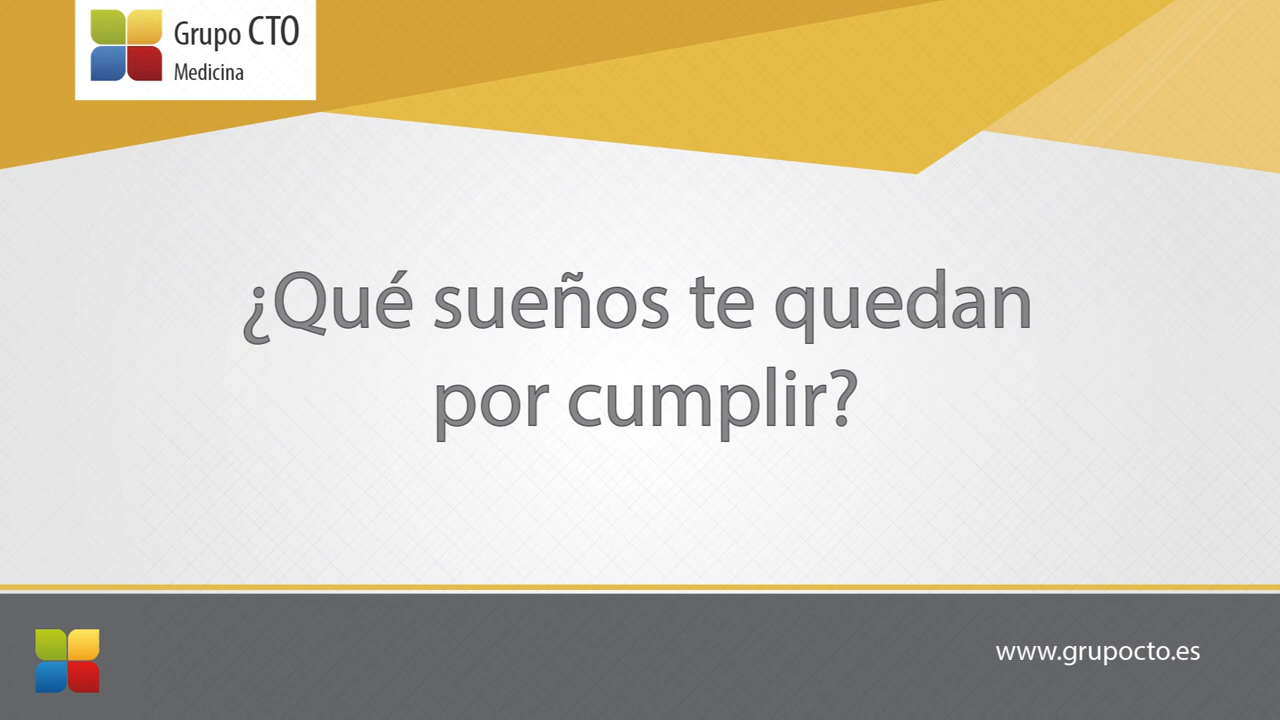 Grupo CTO
Medicina
¿Qué sueños te quedan
por cumplir?
www.grupocto.es